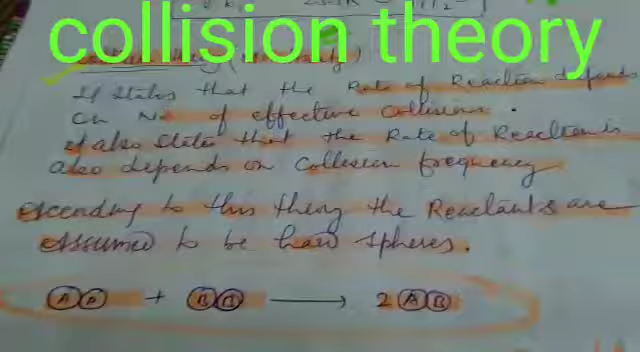 collision theory
It states that the Rate of Reaction depends
on No of effective collisions.
It also states that the Rate of Reaction is
also depends on collision frequency
According to this theory the Reactants are
assumed to be hard spheres.
A A + B B → 2 A B